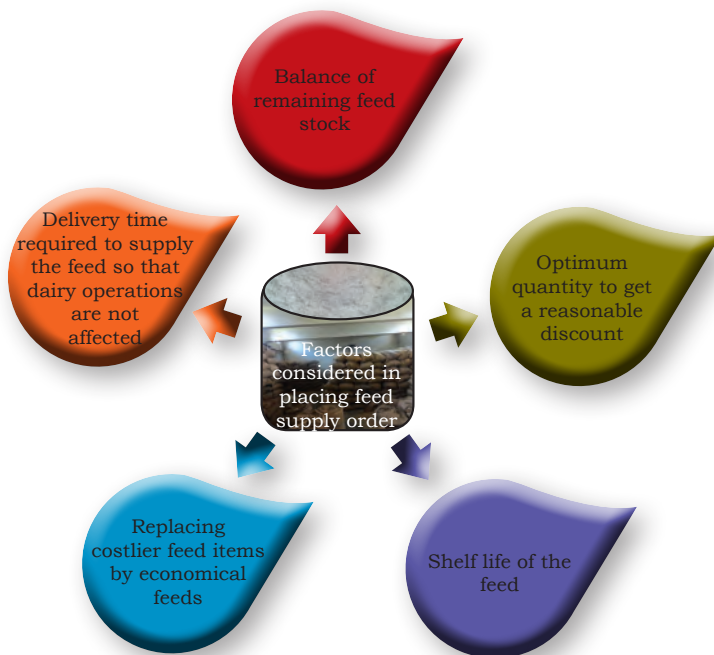 Balance of
remaining feed
stock
Delivery time
required to supply
the feed so that
dairy operations
are not
affected
Optimum
quantity to get
a reasonable
discount
Factors
considered in
placing feed
supply order
Replacing
costlier feed items
by economical
feeds
Shelf life of the
feed